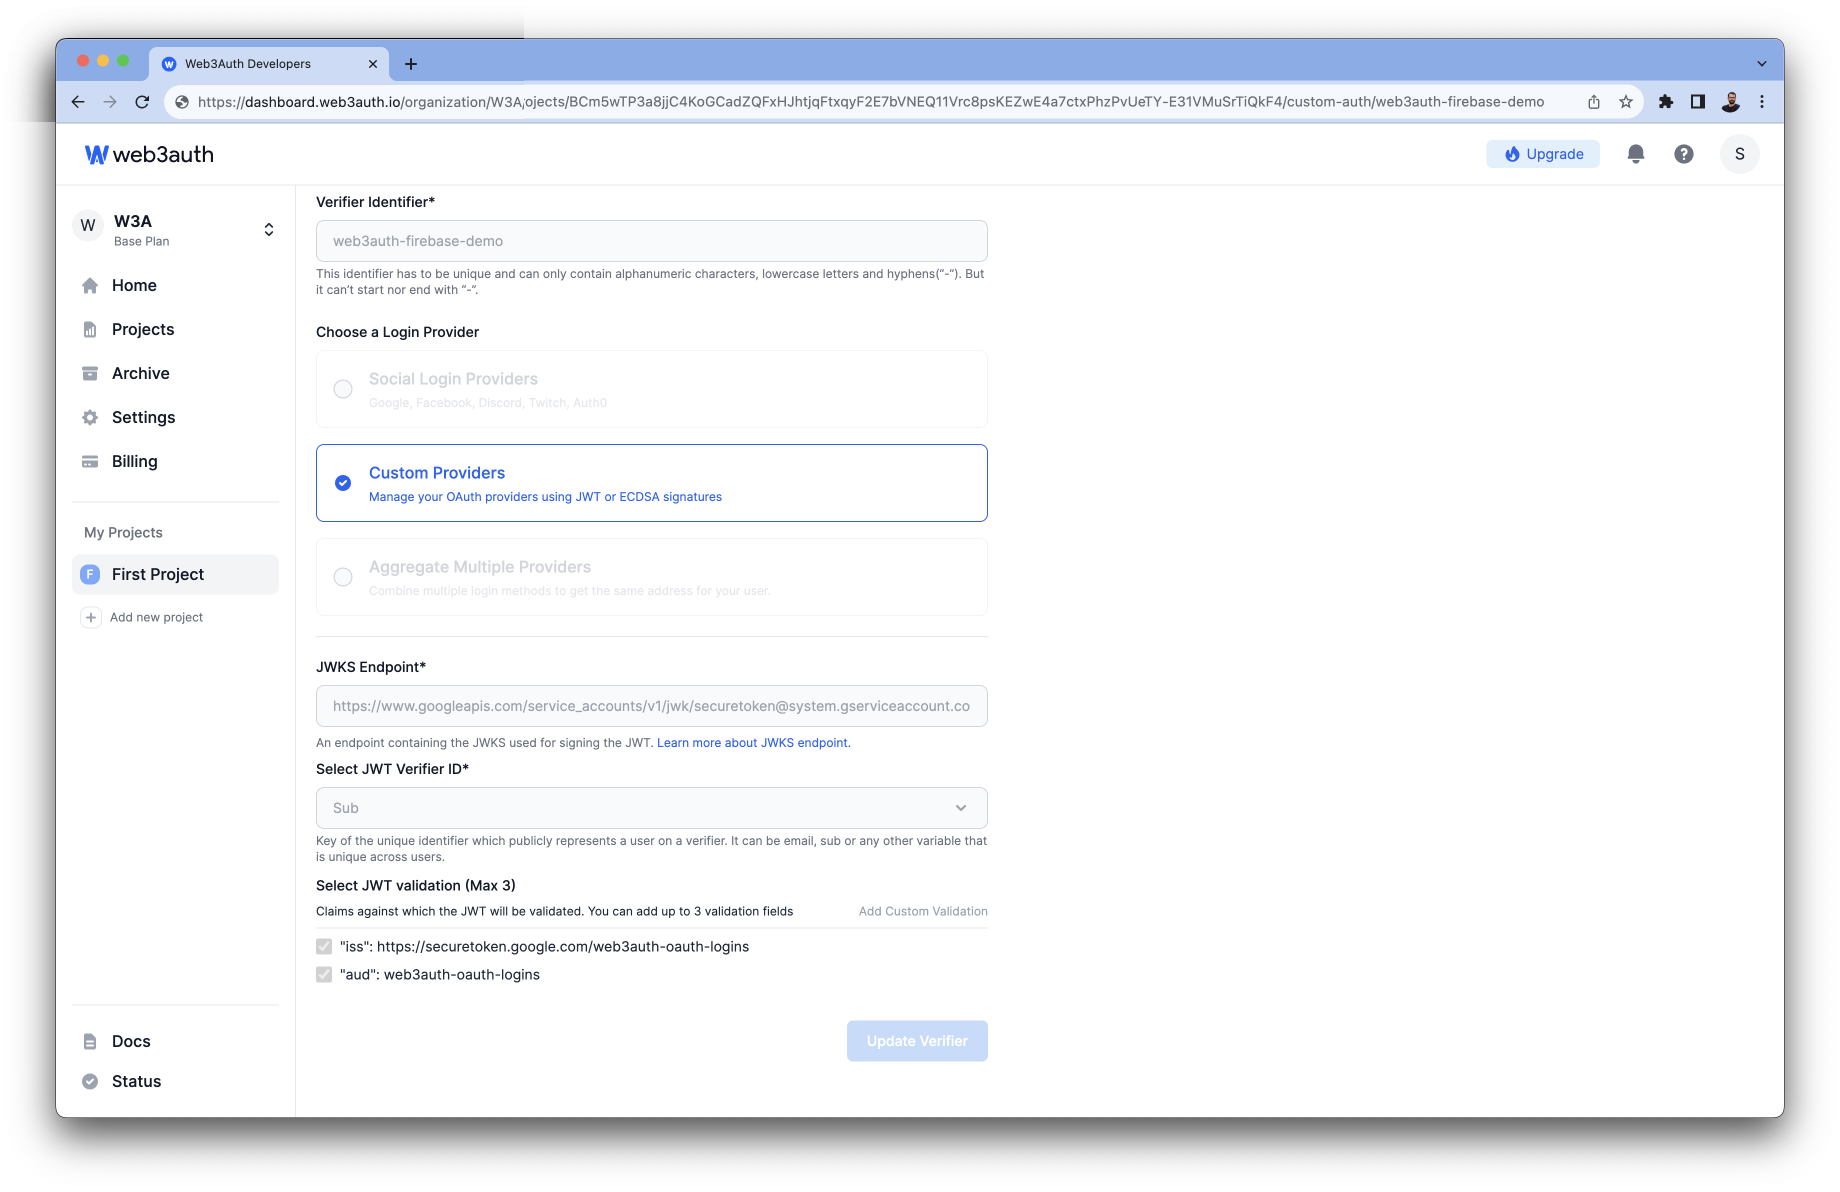 Web3Auth Developers
https://dashboard.web3auth.io/organization/W3A/ojects/BCm5wTP3a8jjC4KoGCadZQFxHJhtjqFtxqyF2E7bVNEQ11Vrc8psKEZwE4a7ctxPhzPvUeTY-E31VMuSrTiQkF4/custom-auth/web3auth-firebase-demo
web3auth
Upgrade
S
W
W3A
Base Plan
Home
Projects
Archive
Settings
Billing
My Projects
F
First Project
Add new project
Docs
Status
Verifier Identifier*
web3auth-firebase-demo
This identifier has to be unique and can only contain alphanumeric characters, lowercase letters and hyphens(“-“). But
it can’t start nor end with “-”.
Choose a Login Provider
Social Login Providers
Google, Facebook, Discord, Twitch, Auth0
Custom Providers
Manage your OAuth providers using JWT or ECDSA signatures
Aggregate Multiple Providers
Combine multiple login methods to get the same address for your user.
JWKS Endpoint*
https://www.googleapis.com/service_accounts/v1/jwk/securetoken@system.gserviceaccount.co
An endpoint containing the JWKS used for signing the JWT. Learn more about JWKS endpoint.
Select JWT Verifier ID*
Sub
Key of the unique identifier which publicly represents a user on a verifier. It can be email, sub or any other variable that
is unique across users.
Select JWT validation (Max 3)
Claims against which the JWT will be validated. You can add up to 3 validation fields
Add Custom Validation
"iss": https://securetoken.google.com/web3auth-oauth-logins
"aud": web3auth-oauth-logins
Update Verifier